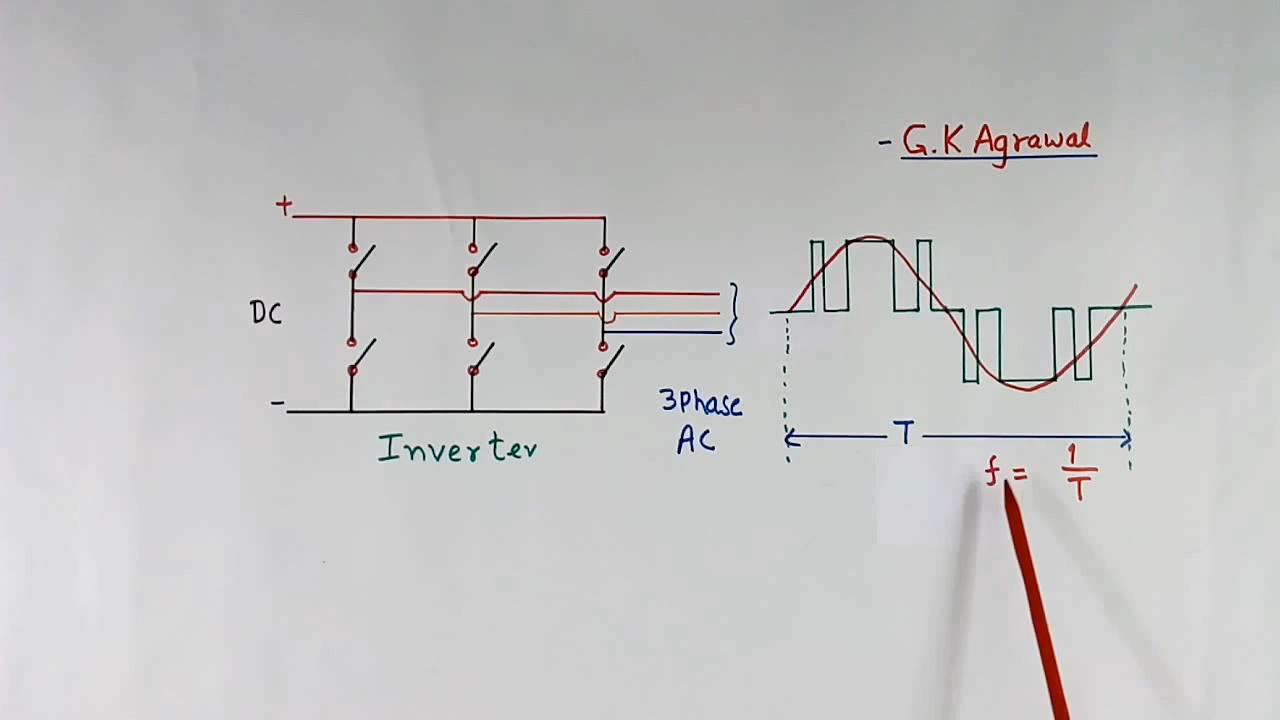 - G.K Agrawal
+
DC
-
Inverter
3Phase
AC
T
f = 1/T